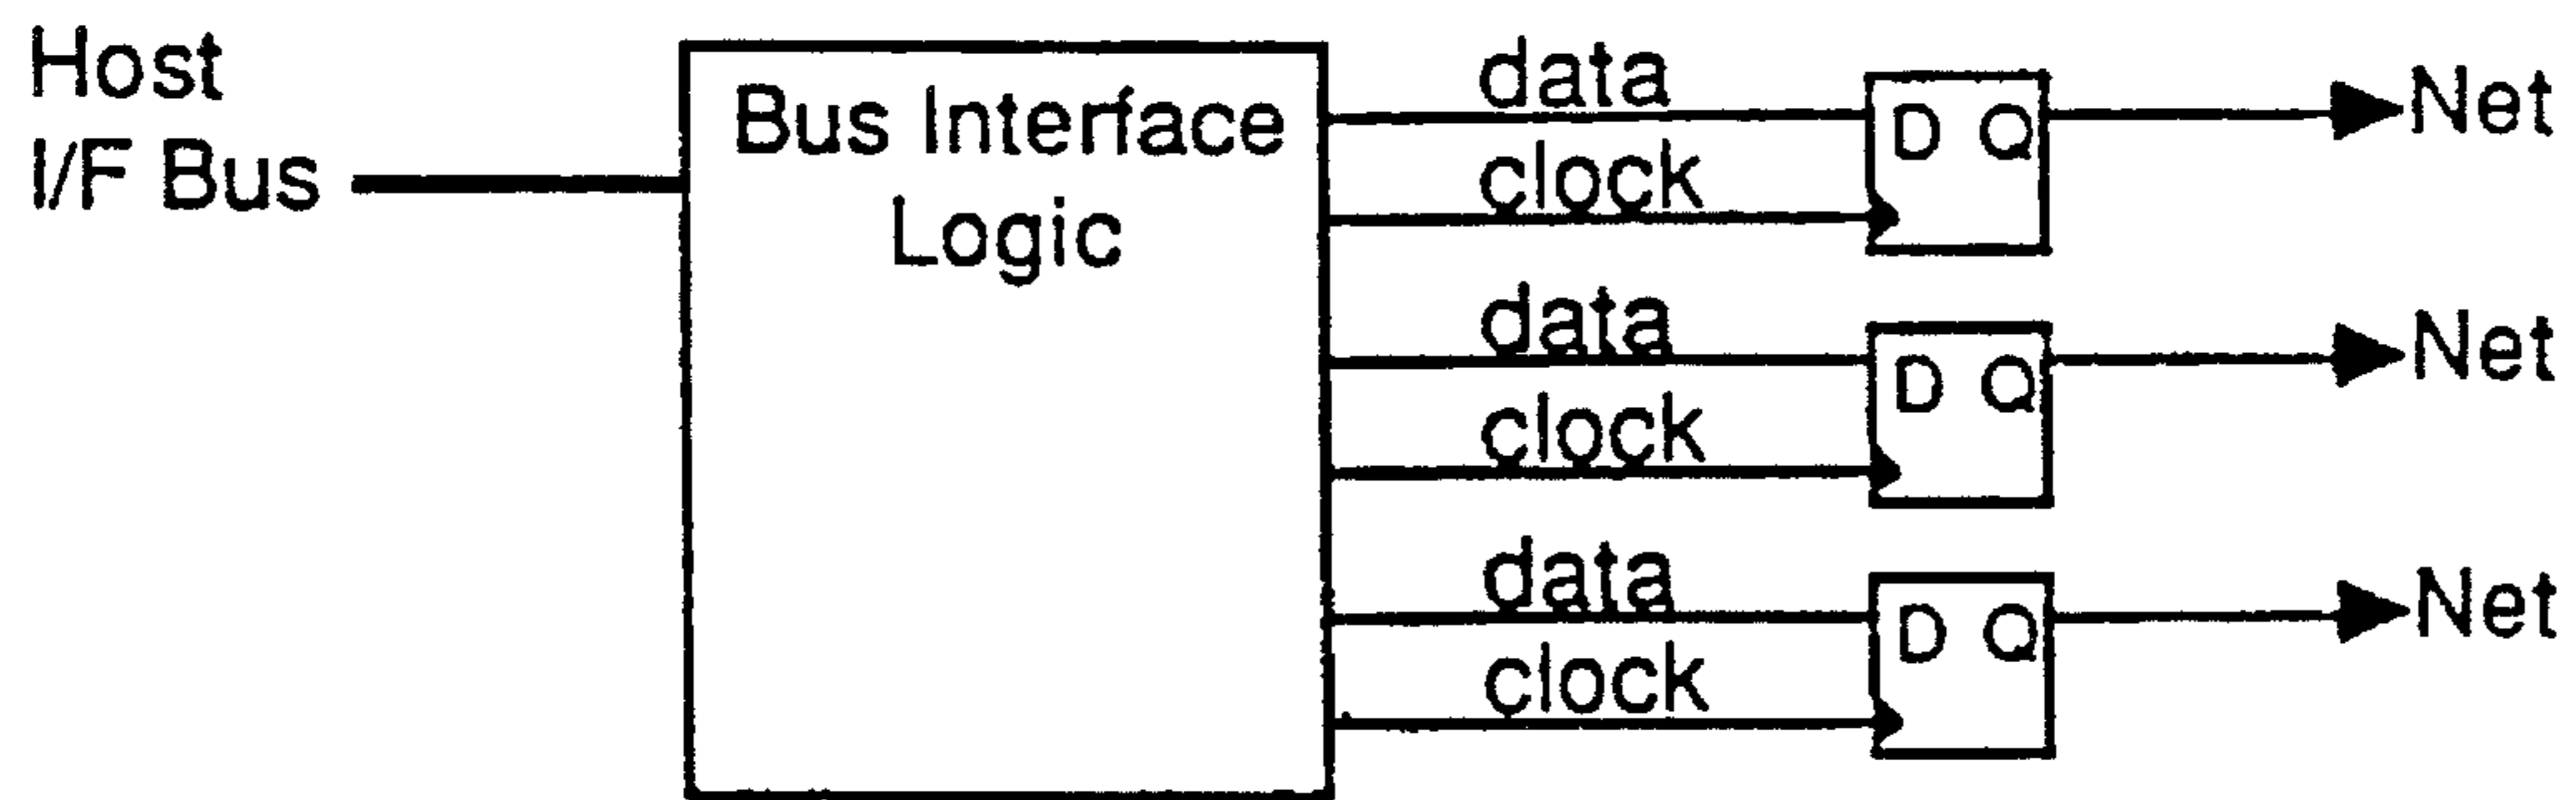 Host
I/F Bus
Bus Interface
Logic
data
clock
D Q
Net
data
clock
D Q
Net
data
clock
D Q
Net